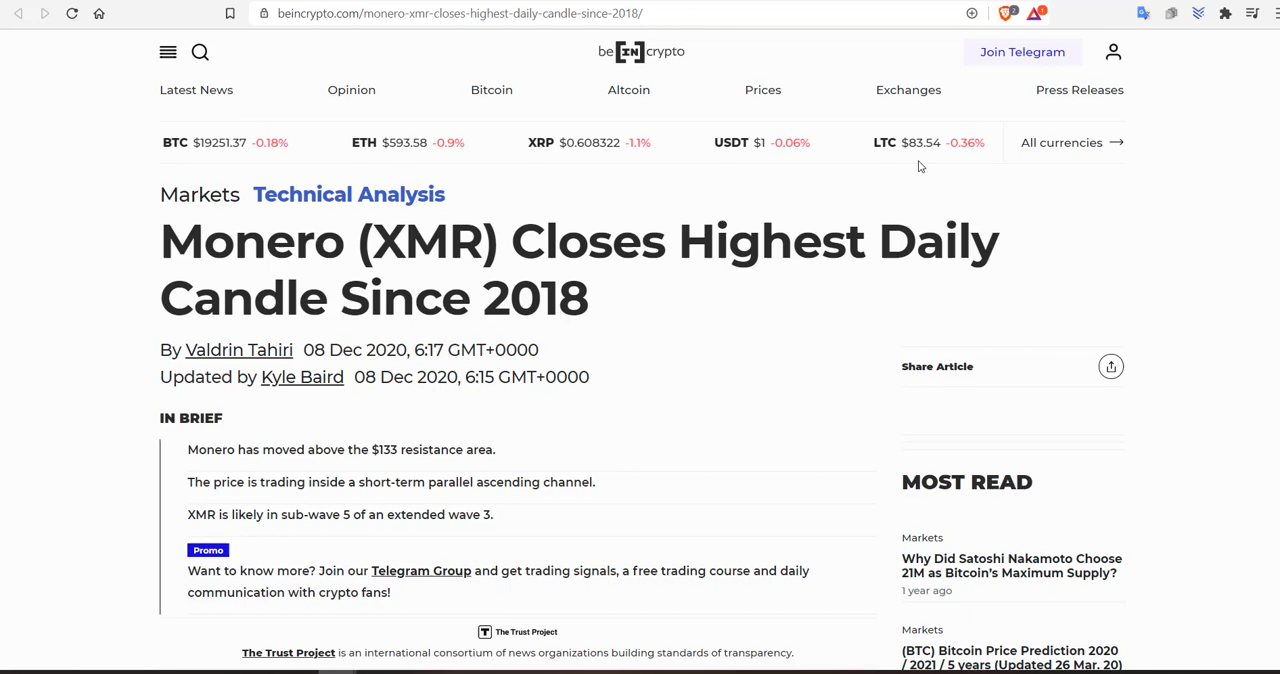 beincrypto.com/monero-xmr-closes-highest-daily-candle-since-2018/
2
1
be[IN]crypto
Join Telegram
Latest News Opinion Bitcoin Altcoin Prices Exchanges Press Releases
BTC $19251.37 -0.18% ETH $593.58 -0.9% XRP $0.608322 -1.1% USDT $1 -0.06% LTC $83.54 -0.36% All currencies →
Markets Technical Analysis
Monero (XMR) Closes Highest Daily
Candle Since 2018
By Valdrin Tahiri 08 Dec 2020, 6:17 GMT+0000
Updated by Kyle Baird 08 Dec 2020, 6:15 GMT+0000
Share Article
IN BRIEF
Monero has moved above the $133 resistance area.
The price is trading inside a short-term parallel ascending channel.
XMR is likely in sub-wave 5 of an extended wave 3.
Promo
Want to know more? Join our Telegram Group and get trading signals, a free trading course and daily
communication with crypto fans!
T The Trust Project
The Trust Project is an international consortium of news organizations building standards of transparency.
MOST READ
Markets
Why Did Satoshi Nakamoto Choose
21M as Bitcoin's Maximum Supply?
1 year ago
Markets
(BTC) Bitcoin Price Prediction 2020
/ 2021 / 5 years (Updated 26 Mar. 20)